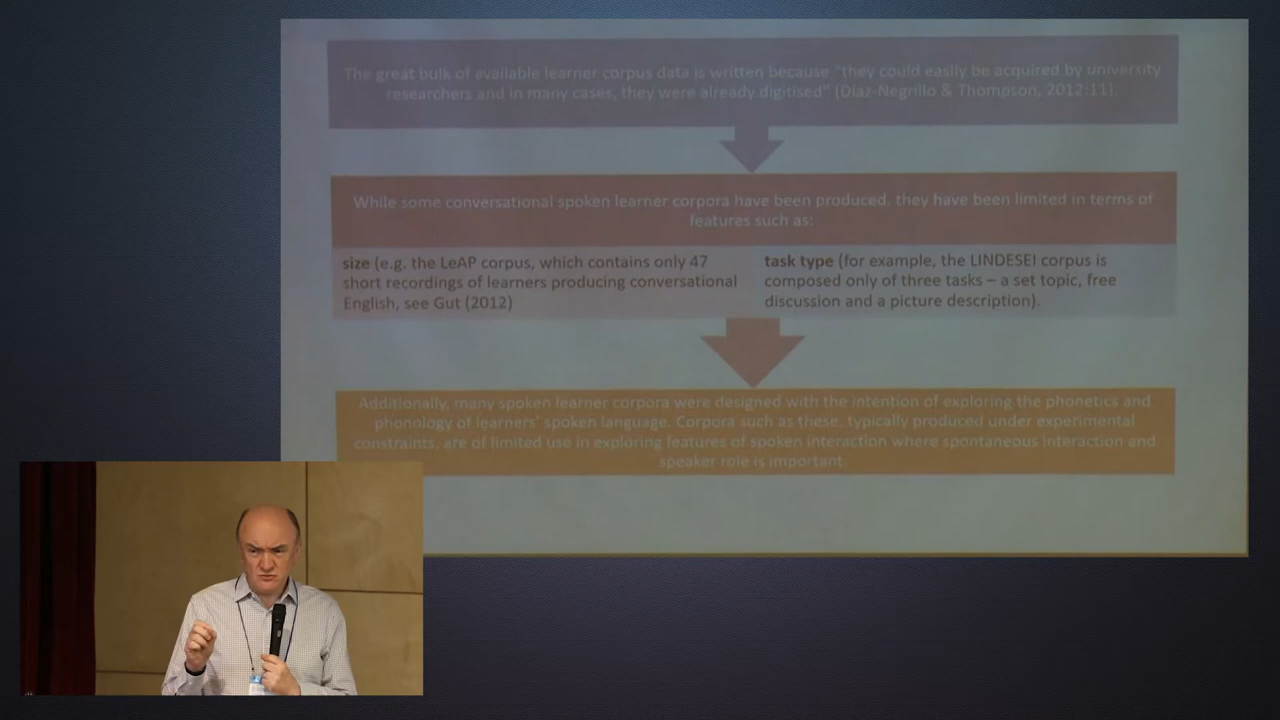 The great bulk of available learner corpus data is written because "they could easily be acquired by university
researchers and in many cases, they were already digitised" (Díaz-Negrillo & Thompson, 2012:11).
While some conversational spoken learner corpora have been produced, they have been limited in terms of
features such as:
size (e.g. the LeAP corpus, which contains only 47
short recordings of learners producing conversational
English, see Gut (2012)
task type (for example, the LINDESEI corpus is
composed only of three tasks – a set topic, free
discussion and a picture description).
Additionally, many spoken learner corpora were designed with the intention of exploring the phonetics and
phonology of learners' spoken language. Corpora such as these, typically produced under experimental
constraints, are of limited use in exploring features of spoken interaction where spontaneous interaction and
speaker role is important.